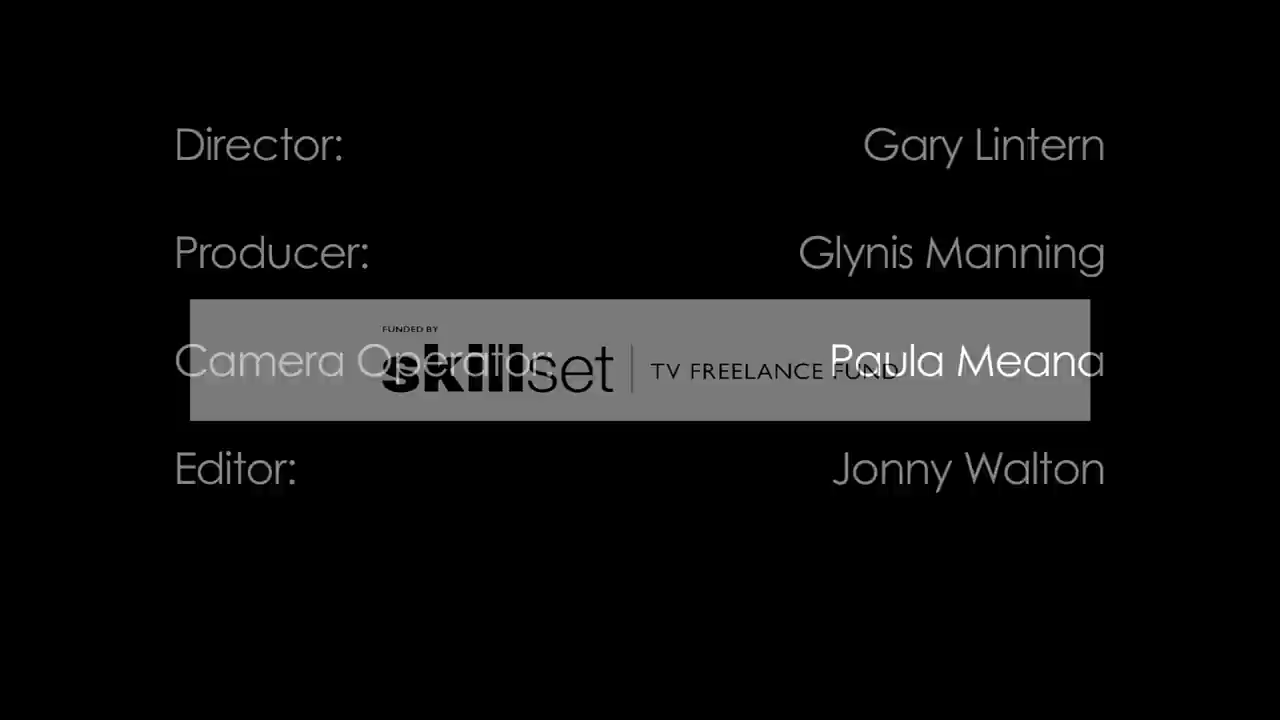 Director: Gary Lintern
Producer: Glynis Manning
FUNDED BY
Camera Operator: Paula Meana
skillset TV FREELANCE FUND
Editor: Jonny Walton